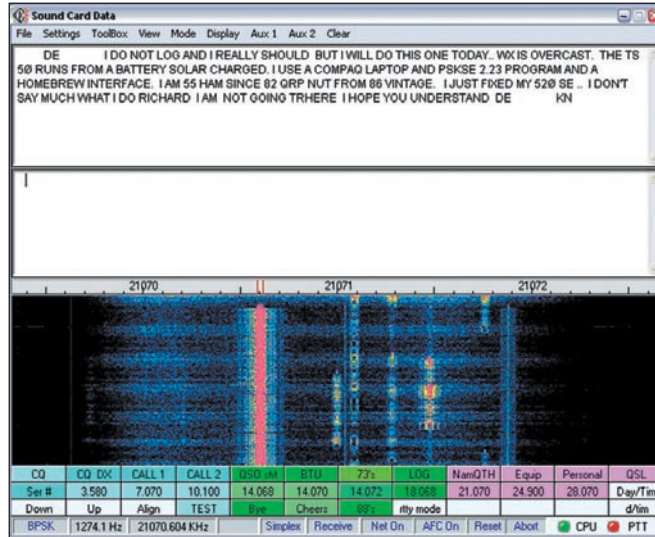 Sound Card Data
File Settings ToolBox View Mode Display Aux 1 Aux 2 Clear
DE I DO NOT LOG AND I REALLY SHOULD BUT I WILL DO THIS ONE TODAY.. WX IS OVERCAST. THE TS
50 RUNS FROM A BATTERY SOLAR CHARGED. I USE A COMPAQ LAPTOP AND PSKSE 2.23 PROGRAM AND A
HOMEBREW INTERFACE. I AM 55 HAM SINCE 82 QRP NUT FROM 86 VINTAGE. I JUST FIXED MY 520 SE .. I DON'T
SAY MUCH WHAT I DO RICHARD I AM NOT GOING TRHERE I HOPE YOU UNDERSTAND DE KN
21070 21071 21072
CQ CQ DX CALL 1 CALL 2 QSO sht BTU 73's LOG NamQTH Equip Personal QSL
Ser # 3.580 7.070 10.100 14.068 14.070 14.072 18.068 21.070 24.900 28.070 Day/Tim
Down Up Align TEST Bye Cheers 88's rtty mode d/tim
BPSK 1274.1 Hz 21070.604 KHz Simplex Receive Net On AFC On Reset Abort CPU PTT